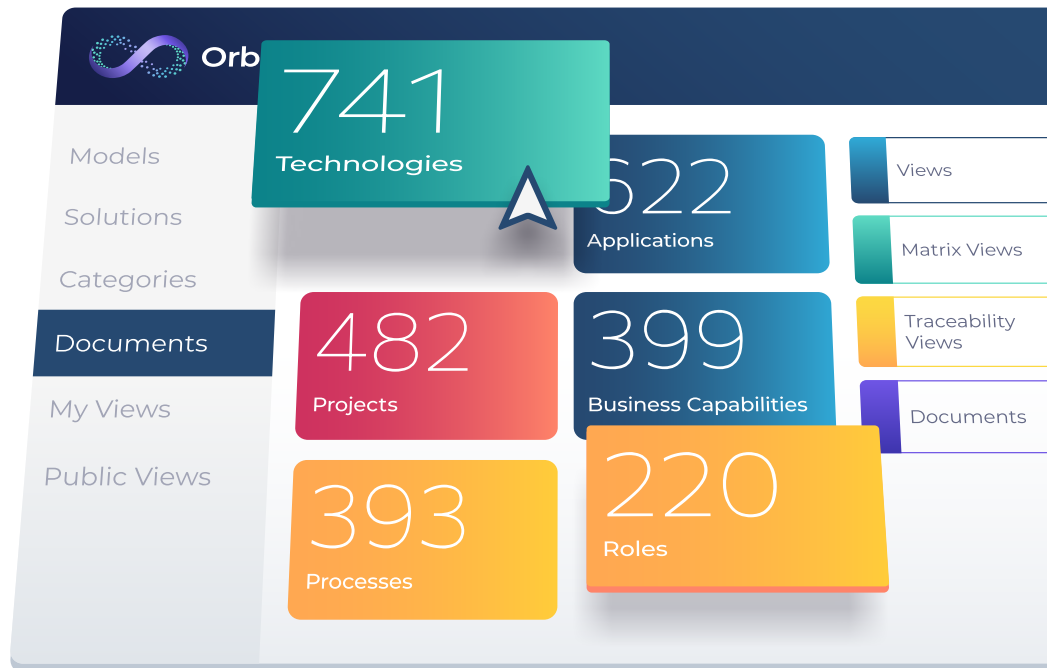 Orb
741
Technologies
Models
Solutions
Categories
Documents
My Views
Public Views
622
Applications
482
Projects
399
Business Capabilities
393
Processes
220
Roles
Views
Matrix Views
Traceability
Views
Documents